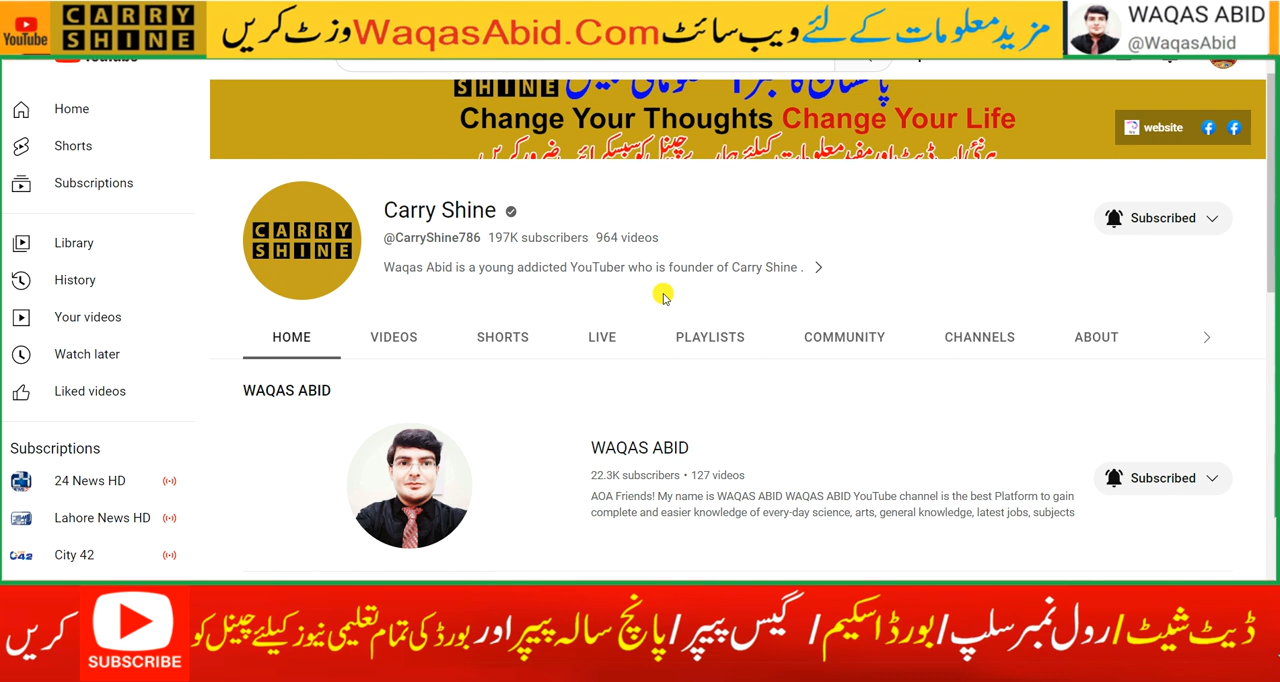 YouTube
CARRY
SHINE
مزید معلومات کے لئے ویب سائٹ WaqasAbid.Com وزٹ کریں
WAQAS ABID
@WaqasAbid
Home
Shorts
Subscriptions
Library
History
Your videos
Watch later
Liked videos
Subscriptions
24 News HD
Lahore News HD
City 42
SHINE
Change Your Thoughts Change Your Life
website
CARRY
SHINE
Carry Shine
@CarryShine786 197K subscribers 964 videos
Waqas Abid is a young addicted YouTuber who is founder of Carry Shine .
Subscribed
HOME VIDEOS SHORTS LIVE PLAYLISTS COMMUNITY CHANNELS ABOUT
WAQAS ABID
WAQAS ABID
22.3K subscribers • 127 videos
AOA Friends! My name is WAQAS ABID WAQAS ABID YouTube channel is the best Platform to gain
complete and easier knowledge of every-day science, arts, general knowledge, latest jobs, subjects
Subscribed
ڈیٹ شیٹ/رول نمبر سلپ/بورڈ اسکیم/ گیس پیپر/پانچ سالہ پیپر اور بورڈ کی تمام تعلیمی نیوز کیلئے چینل کو SUBSCRIBE کریں